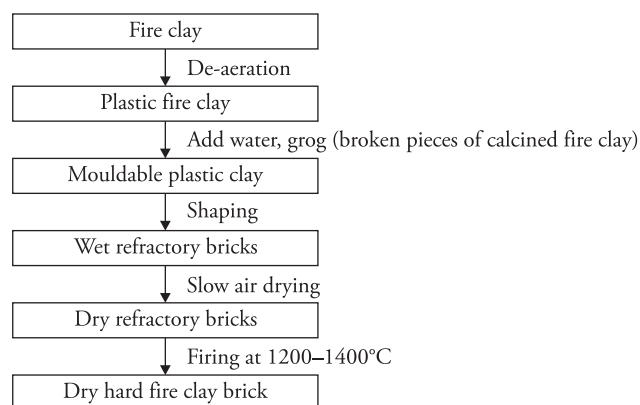 Fire clay
De-aeration
Plastic fire clay
Add water, grog (broken pieces of calcined fire clay)
Mouldable plastic clay
Shaping
Wet refractory bricks
Slow air drying
Dry refractory bricks
Firing at 1200–1400°C
Dry hard fire clay brick